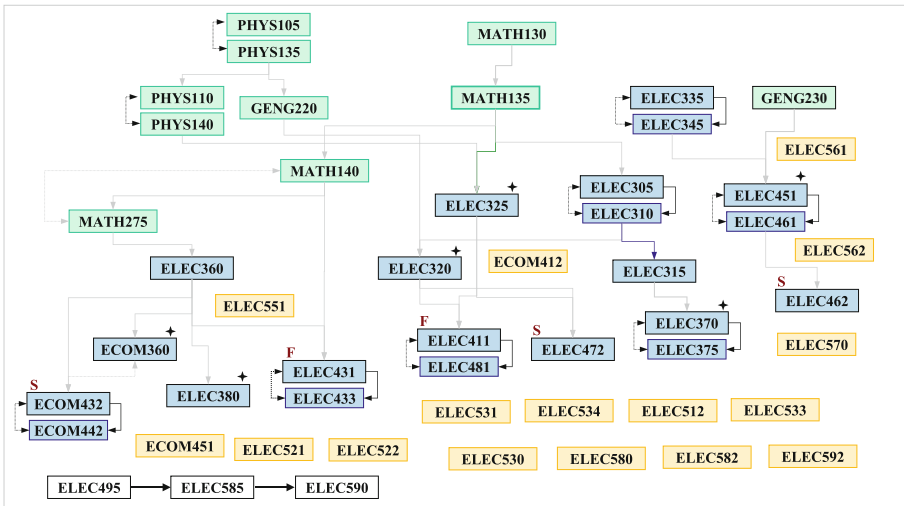 PHYS105
MATH130
PHYS135
PHYS110
GENG220
MATH135
ELEC335
GENG230
PHYS140
ELEC345
ELEC561
MATH140
ELEC325
ELEC305
ELEC451
MATH275
ELEC310
ELEC461
ELEC360
ELEC320
ECOM412
ELEC315
ELEC562
ELEC551
S
ELEC462
F
ELEC370
ECOM360
F
ELEC411
S
ELEC472
ELEC375
ELEC570
ELEC431
ELEC481
S
ELEC380
ELEC433
ECOM432
ELEC531
ELEC534
ELEC512
ELEC533
ECOM442
ECOM451
ELEC521
ELEC522
ELEC530
ELEC580
ELEC582
ELEC592
ELEC495
ELEC585
ELEC590